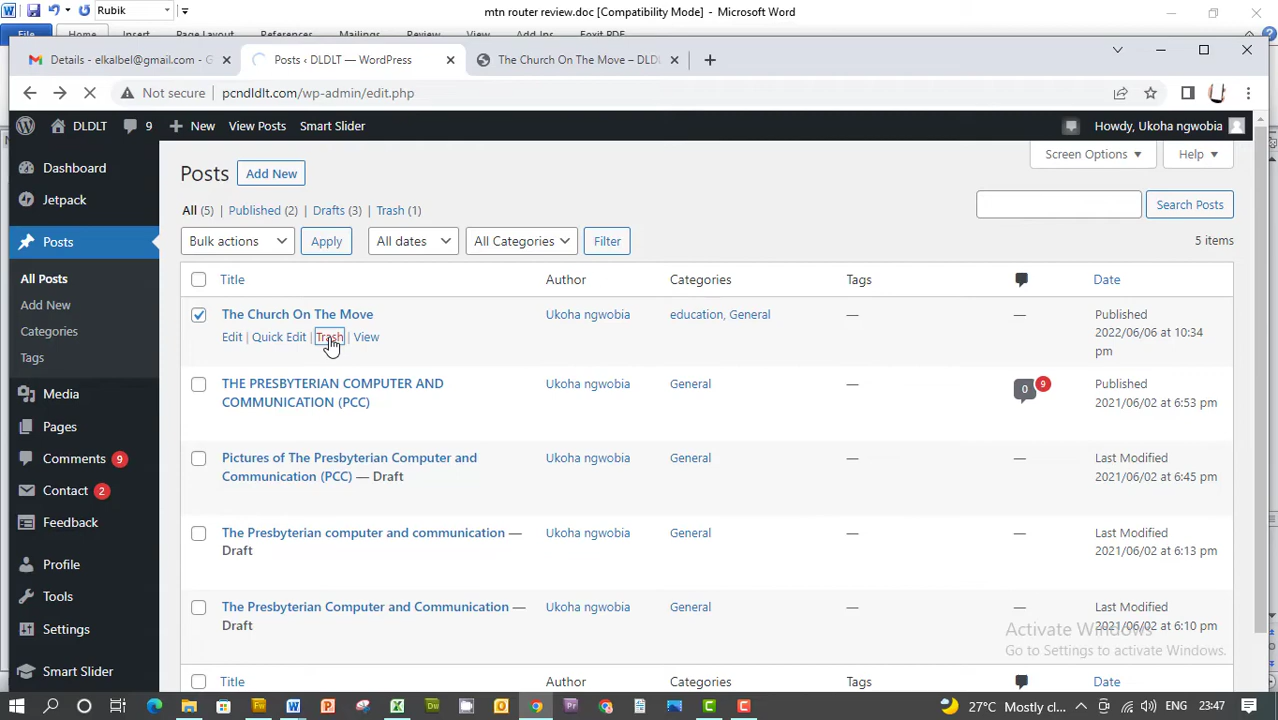 Rubik
mtn router review.doc [Compatibility Mode] - Microsoft Word
File Home Insert Page Layout References Mailings Review View Add-Ins Foxit PDF
Details - elkalbel@gmail.com - G
Posts ‹ DLDLT — WordPress
The Church On The Move – DLD
Not secure pcndldlt.com/wp-admin/edit.php
DLDLT 9 New View Posts Smart Slider Howdy, Ukoha ngwobia
Screen Options Help
Dashboard
Jetpack
Posts
All Posts
Add New
Categories
Tags
Media
Pages
Comments 9
Contact 2
Feedback
Profile
Tools
Settings
Smart Slider
Posts Add New
All (5) | Published (2) | Drafts (3) | Trash (1)
Search Posts
Bulk actions Apply All dates All Categories Filter 5 items
Title Author Categories Tags Date
The Church On The Move Ukoha ngwobia education, General — — Published
2022/06/06 at 10:34
pm
Edit | Quick Edit | Trash | View
THE PRESBYTERIAN COMPUTER AND
COMMUNICATION (PCC)
Ukoha ngwobia General — 0 9 Published
2021/06/02 at 6:53 pm
Pictures of The Presbyterian Computer and
Communication (PCC) — Draft
Ukoha ngwobia General — — Last Modified
2021/06/02 at 6:45 pm
The Presbyterian computer and communication —
Draft
Ukoha ngwobia General — — Last Modified
2021/06/02 at 6:13 pm
The Presbyterian Computer and Communication —
Draft
Ukoha ngwobia General — — Last Modified
2021/06/02 at 6:10 pm
Title Author Categories Tags Date
Activate Windows
Go to Settings to activate Windows.
27°C Mostly cl... ENG 23:47